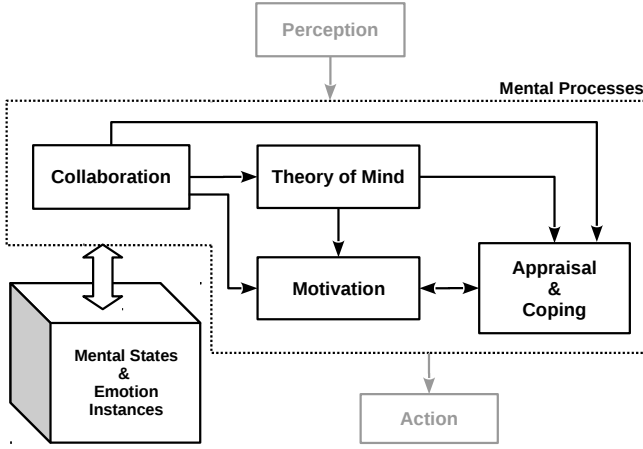 Perception
Mental Processes
Collaboration
Theory of Mind
Motivation
Appraisal
&
Coping
Mental States
&
Emotion
Instances
Action